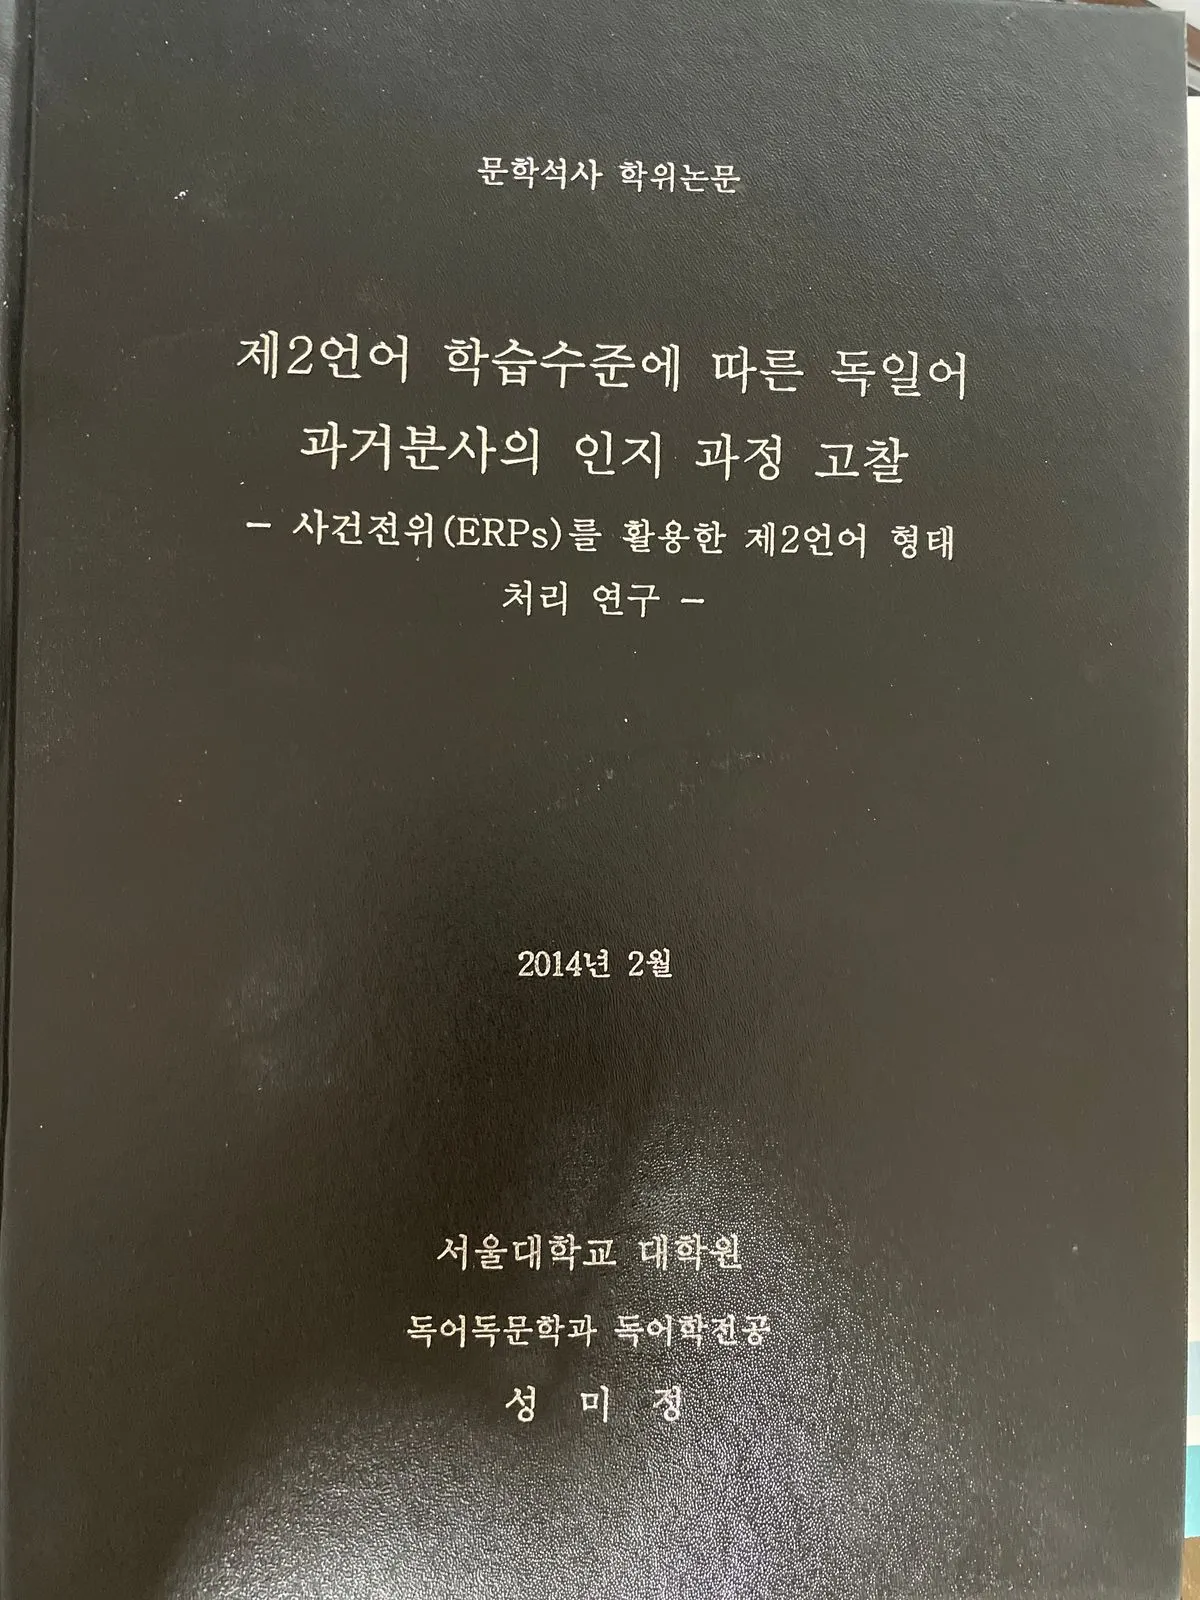 문학석사 학위논문
제2언어 학습수준에 따른 독일어
과거분사의 인지 과정 고찰
- 사건전위(ERPs)를 활용한 제2언어 형태
처리 연구 -
2014년 2월
서울대학교 대학원
독어독문학과 독어학전공
성 미 정